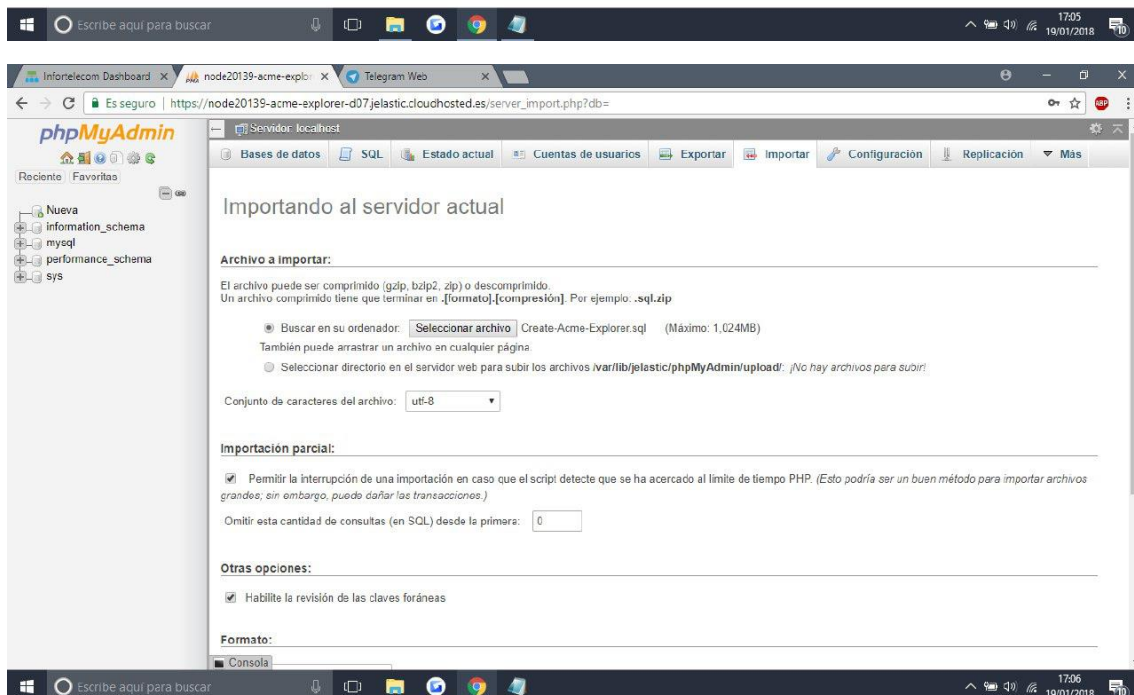 Escribe aquí para buscar
17:05
19/01/2018
Infortelecom Dashboard
node20139-acme-explor
Telegram Web
Es seguro | https://node20139-acme-explorer-d07.jelastic.cloudhosted.es/server_import.php?db=
phpMyAdmin
Reciente Favoritas
Nueva
information_schema
mysql
performance_schema
sys
Servidor: localhost
Bases de datos SQL Estado actual Cuentas de usuarios Exportar Importar Configuración Replicación Más
Importando al servidor actual
Archivo a importar:
El archivo puede ser comprimido (gzip, bzip2, zip) o descomprimido.
Un archivo comprimido tiene que terminar en .[formato].[compresión]. Por ejemplo: .sql.zip
Buscar en su ordenador: Seleccionar archivo Create-Acme-Explorer.sql (Máximo: 1,024MB)
También puede arrastrar un archivo en cualquier página.
Seleccionar directorio en el servidor web para subir los archivos /var/lib/jelastic/phpMyAdmin/upload/: ¡No hay archivos para subir!
Conjunto de caracteres del archivo: utf-8
Importación parcial:
Permitir la interrupción de una importación en caso que el script detecte que se ha acercado al límite de tiempo PHP. (Esto podría ser un buen método para importar archivos
grandes; sin embargo, puede dañar las transacciones.)
Omitir esta cantidad de consultas (en SQL) desde la primera: 0
Otras opciones:
Habilite la revisión de las claves foráneas
Formato:
Consola
Escribe aquí para buscar
17:06
19/01/2018